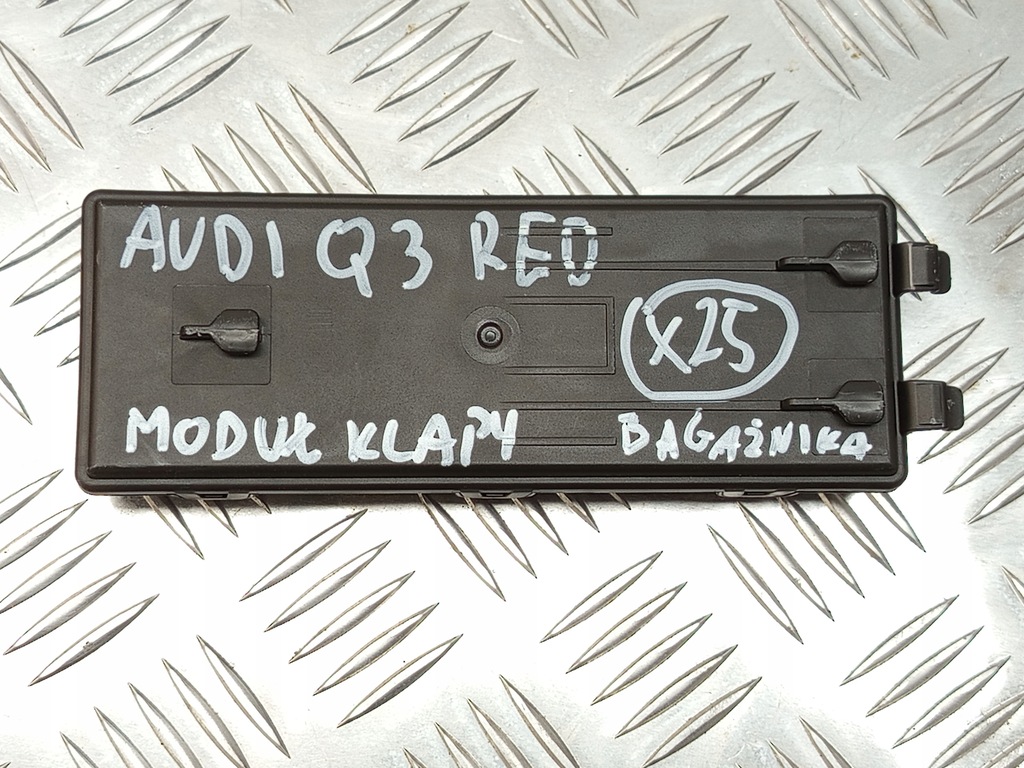 AUDI Q3 RED
X25
MODUŁ KLAPY BAGAŻNIKA